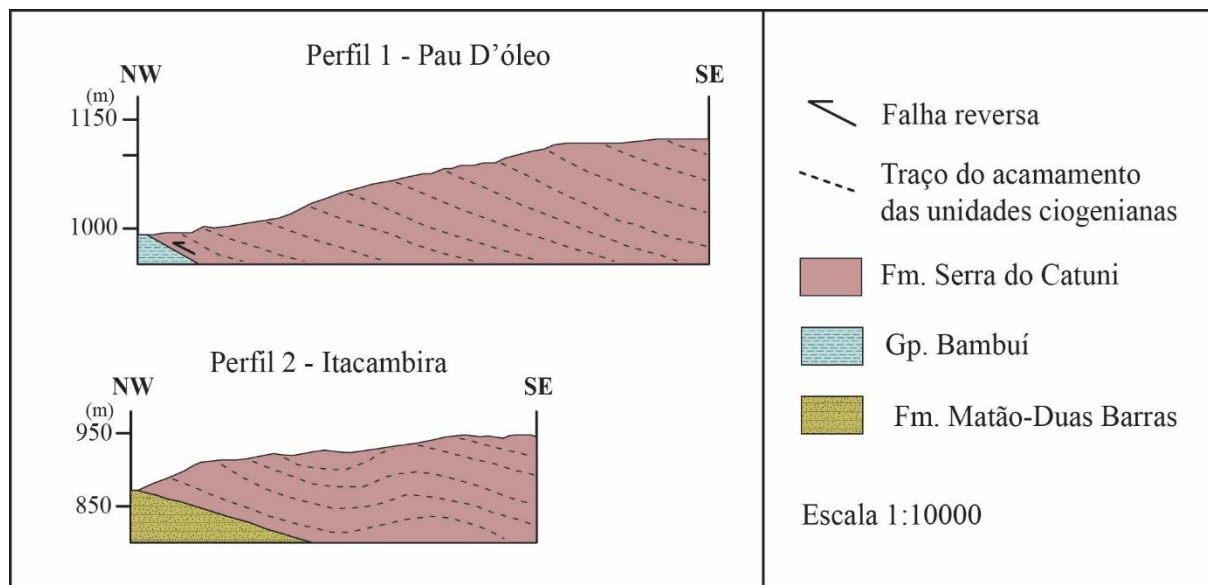 Perfil 1 - Pau D'óleo
NW
SE
(m)
1150
1000
Perfil 2 - Itacambira
NW
SE
(m)
950
850
Falha reversa
Traço do acamamento
das unidades ciogenianas
Fm. Serra do Catuni
Gp. Bambuí
Fm. Matão-Duas Barras
Escala 1:10000